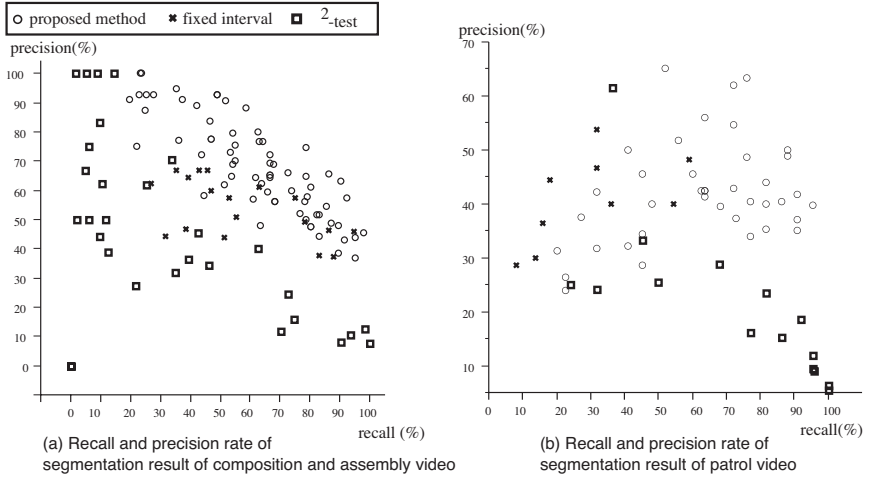 proposed method fixed interval 2-test
precision(%)
100
90
80
70
60
50
40
30
20
10
0
0 10 20 30 40 50 60 70 80 90 100
recall (%)
(a) Recall and precision rate of
segmentation result of composition and assembly video
precision(%)
70
60
50
40
30
20
10
0 10 20 30 40 50 60 70 80 90 100
recall(%)
(b) Recall and precision rate of
segmentation result of patrol video